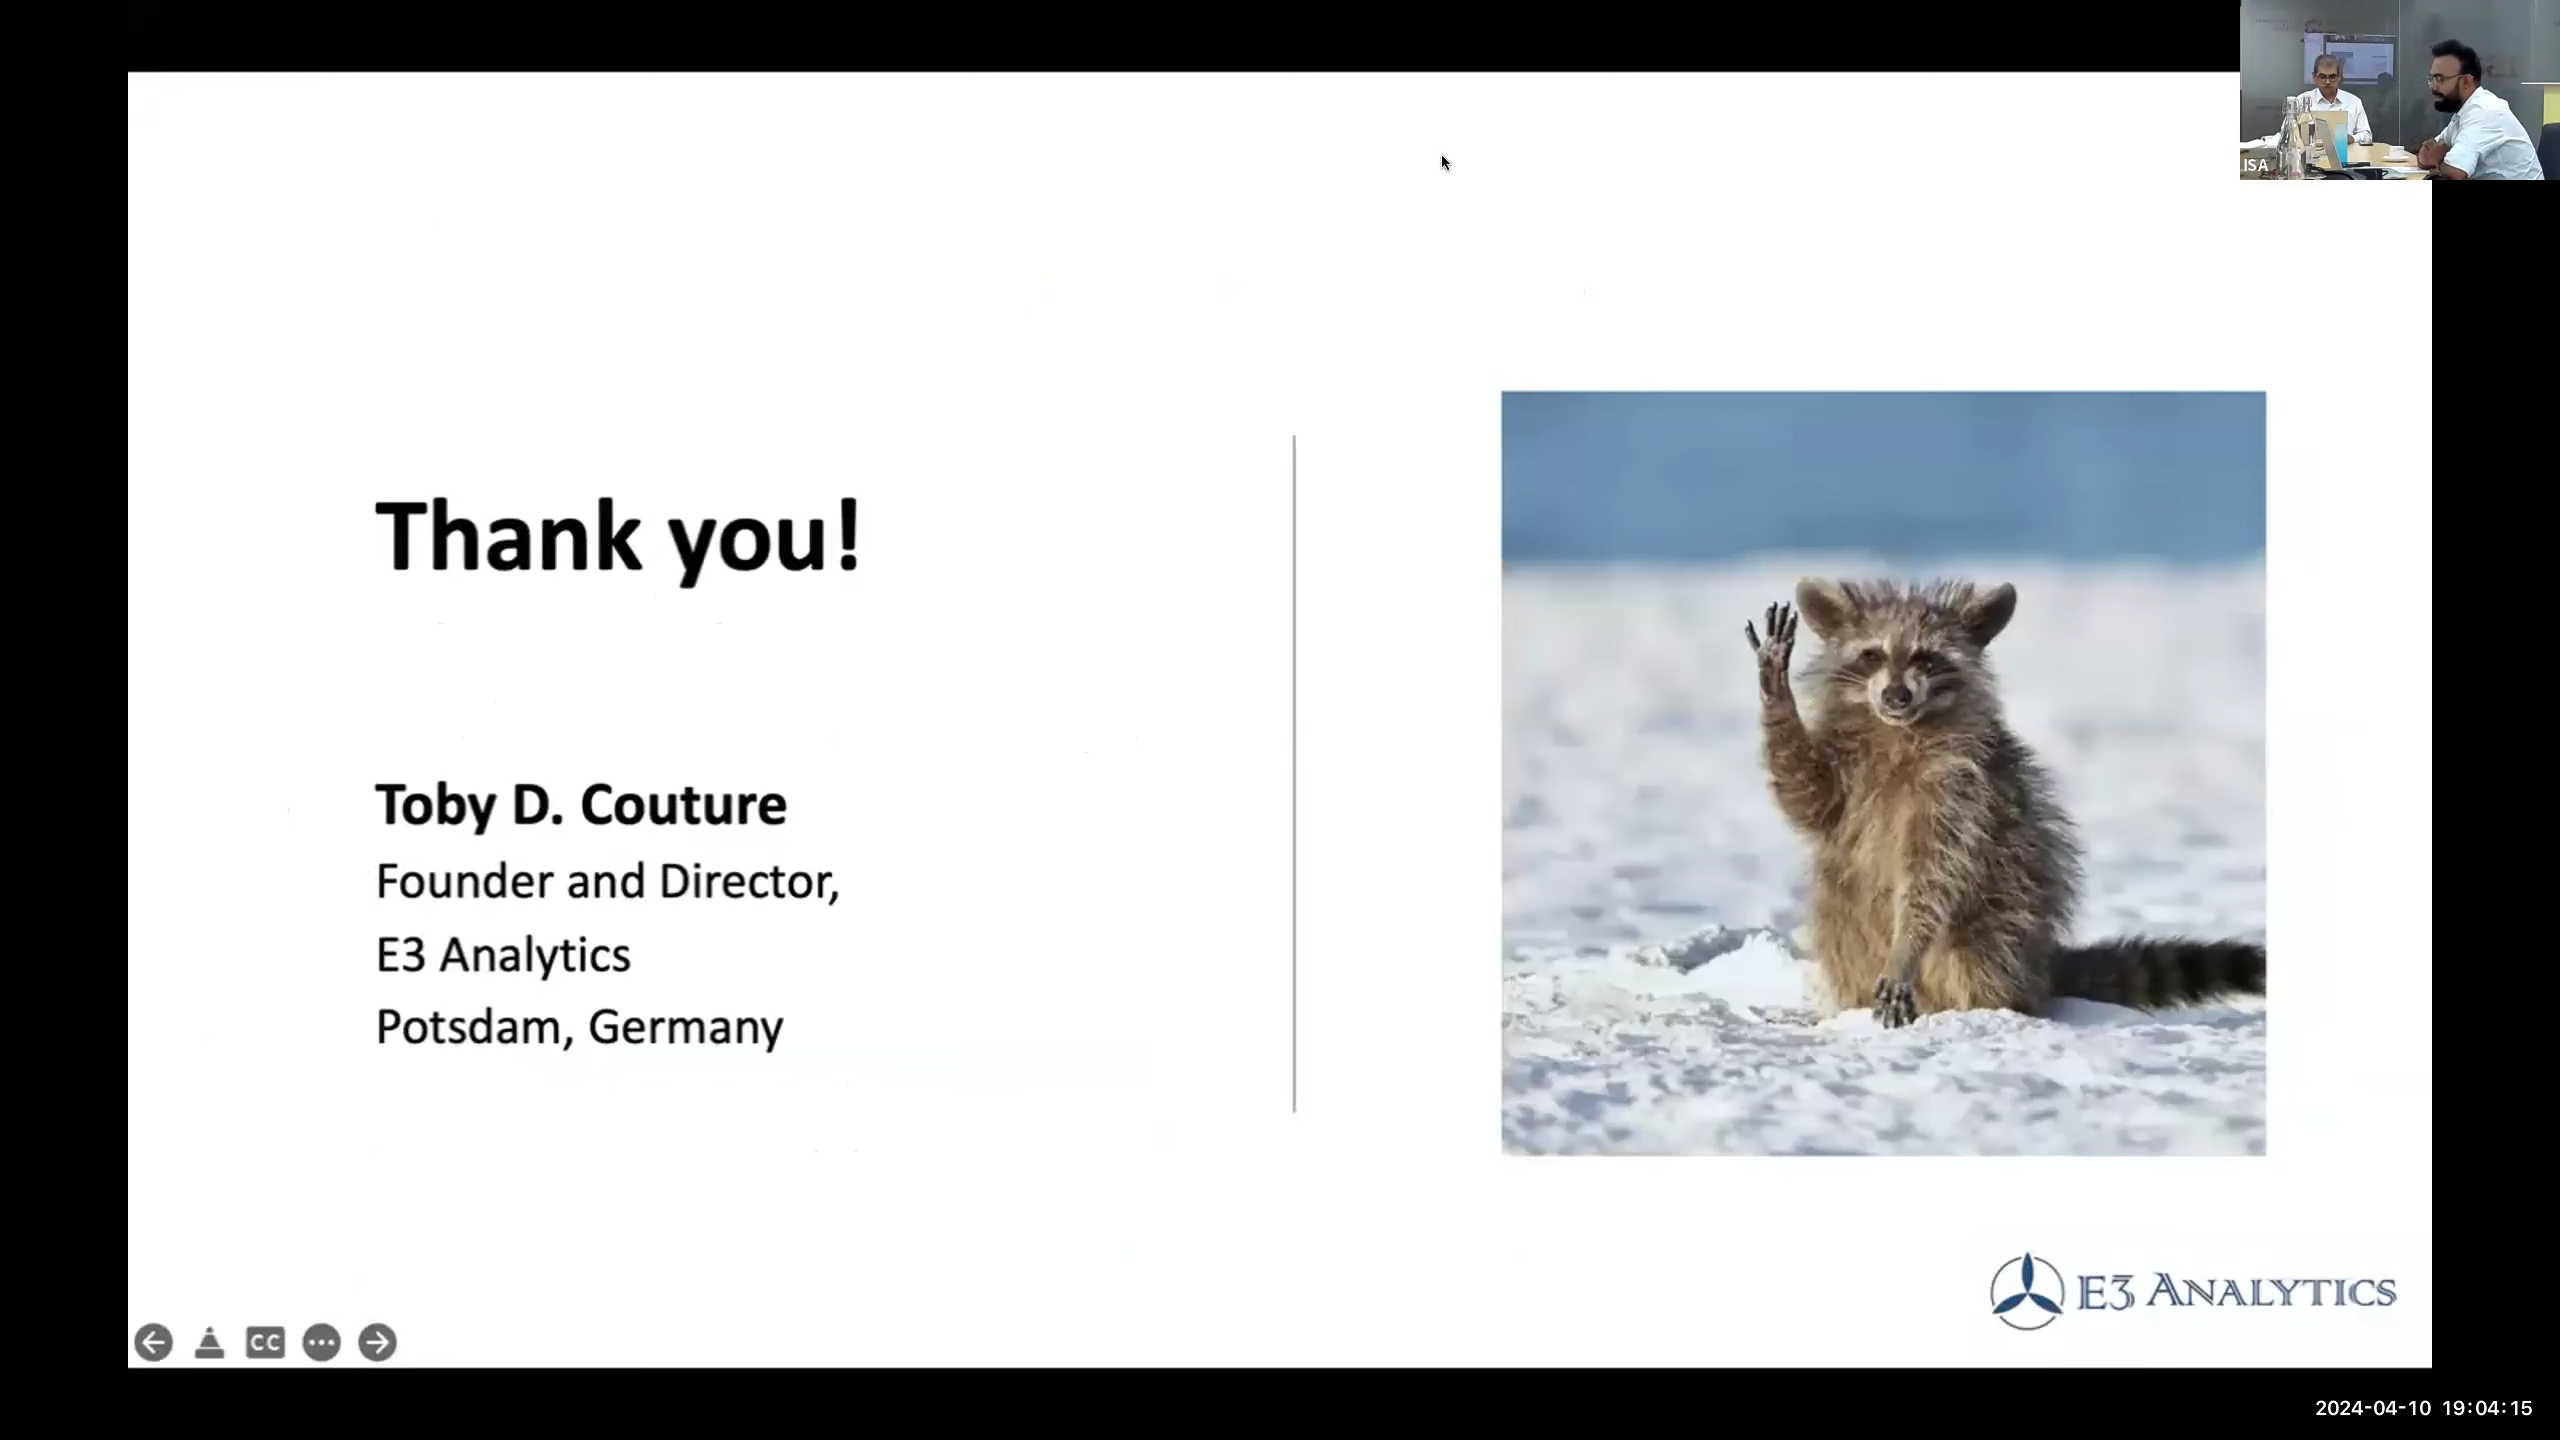 ISA
Thank you!
Toby D. Couture
Founder and Director,
E3 Analytics
Potsdam, Germany
E3 ANALYTICS
CC
2024-04-10 19:04:15